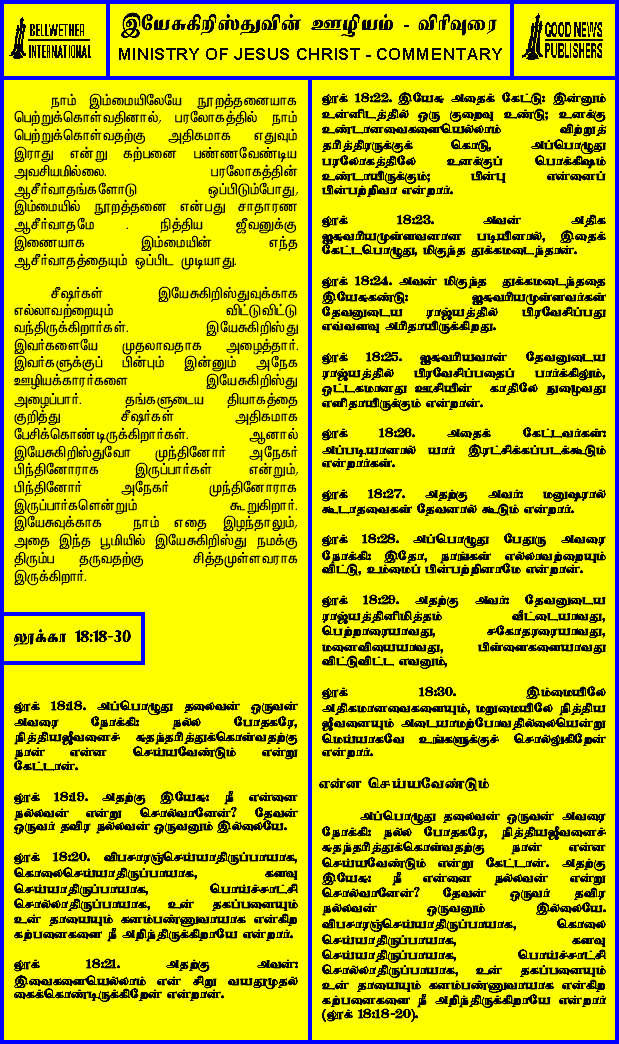 BELLWETHER
INTERNATIONAL
இயேசுகிறிஸ்துவின் ஊழியம் - விரிவுரை
MINISTRY OF JESUS CHRIST - COMMENTARY
GOOD NEWS
PUBLISHERS
நாம் இம்மையிலேயே நூறத்தனையாக
பெற்றுக்கொள்வதினால், பரலோகத்தில் நாம்
பெற்றுக்கொள்வதற்கு அதிகமாக எதுவும்
இராது என்று கற்பனை பண்ணவேண்டிய
அவசியமில்லை. பரலோகத்தின்
ஆசீர்வாதங்களோடு ஒப்பிடும்போது,
இம்மையில் நூறத்தனை என்பது சாதாரண
ஆசீர்வாதமே . நித்திய ஜீவனுக்கு
இணையாக இம்மையின் எந்த
ஆசீர்வாதத்தையும் ஒப்பிட முடியாது.
சீஷர்கள் இயேசுகிறிஸ்துவுக்காக
எல்லாவற்றையும் விட்டுவிட்டு
வந்திருக்கிறார்கள். இயேசுகிறிஸ்து
இவர்களையே முதலாவதாக அழைத்தார்.
இவர்களுக்குப் பின்பும் இன்னும் அநேக
ஊழியக்காரர்களை இயேசுகிறிஸ்து
அழைப்பார். தங்களுடைய தியாகத்தை
குறித்து சீஷர்கள் அதிகமாக
பேசிக்கொண்டிருக்கிறார்கள். ஆனால்
இயேசுகிறிஸ்துவோ முந்தினோர் அநேகர்
பிந்தினோராக இருப்பார்கள் என்றும்,
பிந்தினோர் அநேகர் முந்தினோராக
இருப்பார்களென்றும் கூறுகிறார்.
இயேசுவுக்காக நாம் எதை இழந்தாலும்,
அதை இந்த பூமியில் இயேசுகிறிஸ்து நமக்கு
திரும்ப தருவதற்கு சித்தமுள்ளவராக
இருக்கிறார்.
லூக்கா 18:18-30
லூக் 18:18. அப்பொழுது தலைவன் ஒருவன்
அவரை நோக்கி: நல்ல போதகரே,
நித்தியஜீவனைச் சுதந்தரித்துக்கொள்வதற்கு
நான் என்ன செய்யவேண்டும் என்று
கேட்டான்.
லூக் 18:19. அதற்கு இயேசு: நீ என்னை
நல்லவன் என்று சொல்வானேன்? தேவன்
ஒருவர் தவிர நல்லவன் ஒருவனும் இல்லையே.
லூக் 18:20. விபசாரஞ்செய்யாதிருப்பாயாக,
கொலைசெய்யாதிருப்பாயாக, களவு
செய்யாதிருப்பாயாக, பொய்ச்சாட்சி
சொல்லாதிருப்பாயாக, உன் தகப்பனையும்
உன் தாயையும் கனம்பண்ணுவாயாக என்கிற
கற்பனைகளை நீ அறிந்திருக்கிறாயே என்றார்.
லூக் 18:21. அதற்கு அவன்:
இவைகளையெல்லாம் என் சிறு வயதுமுதல்
கைக்கொண்டிருக்கிறேன் என்றான்.
லூக் 18:22. இயேசு அதைக் கேட்டு: இன்னும்
உன்னிடத்தில் ஒரு குறைவு உண்டு; உனக்கு
உண்டானவைகளையெல்லாம் விற்றுத்
தரித்திரருக்குக் கொடு, அப்பொழுது
பரலோகத்திலே உனக்குப் பொக்கிஷம்
உண்டாயிருக்கும்; பின்பு என்னைப்
பின்பற்றிவா என்றார்.
லூக் 18:23. அவன் அதிக
ஐசுவரியமுள்ளவனான படியினால், இதைக்
கேட்டபொழுது, மிகுந்த துக்கமடைந்தான்.
லூக் 18:24. அவன் மிகுந்த துக்கமடைந்ததை
இயேசுகண்டு: ஐசுவரியமுள்ளவர்கள்
தேவனுடைய ராஜ்யத்தில் பிரவேசிப்பது
எவ்வளவு அரிதாயிருக்கிறது.
லூக் 18:25. ஐசுவரியவான் தேவனுடைய
ராஜ்யத்தில் பிரவேசிப்பதைப் பார்க்கிலும்,
ஒட்டகமானது ஊசியின் காதிலே நுழைவது
எளிதாயிருக்கும் என்றான்.
லூக் 18:26. அதைக் கேட்டவர்கள்:
அப்படியானால் யார் இரட்சிக்கப்படக்கூடும்
என்றார்கள்.
லூக் 18:27. அதற்கு அவர்: மனுஷரால்
கூடாதவைகள் தேவனால் கூடும் என்றார்.
லூக் 18:28. அப்பொழுது பேதுரு அவரை
நோக்கி: இதோ, நாங்கள் எல்லாவற்றையும்
விட்டு, உம்மைப் பின்பற்றினாமே என்றான்.
லூக் 18:29. அதற்கு அவர்: தேவனுடைய
ராஜ்யத்தினிமித்தம் வீட்டையாவது,
பெற்றாரையாவது, சகோதரரையாவது,
மனைவியையாவது, பிள்ளைகளையாவது
விட்டுவிட்ட எவனும்,
லூக் 18:30. இம்மையிலே
அதிகமானவைகளையும், மறுமையிலே நித்திய
ஜீவனையும் அடையாமற்போவதில்லையென்று
மெய்யாகவே உங்களுக்குச் சொல்லுகிறேன்
என்றார்.
என்ன செய்யவேண்டும்
அப்பொழுது தலைவன் ஒருவன் அவரை
நோக்கி: நல்ல போதகரே, நித்தியஜீவனைச்
சுதந்தரித்துக்கொள்வதற்கு நான் என்ன
செய்யவேண்டும் என்று கேட்டான். அதற்கு
இயேசு: நீ என்னை நல்லவன் என்று
சொல்வானேன்? தேவன் ஒருவர் தவிர
நல்லவன் ஒருவனும் இல்லையே.
விபசாரஞ்செய்யாதிருப்பாயாக, கொலை
செய்யாதிருப்பாயாக, களவு
செய்யாதிருப்பாயாக, பொய்ச்சாட்சி
சொல்லாதிருப்பாயாக, உன் தகப்பனையும்
உன் தாயையும் கனம்பண்ணுவாயாக என்கிற
கற்பனைகளை நீ அறிந்திருக்கிறாயே என்றார்
(லூக் 18:18-20).